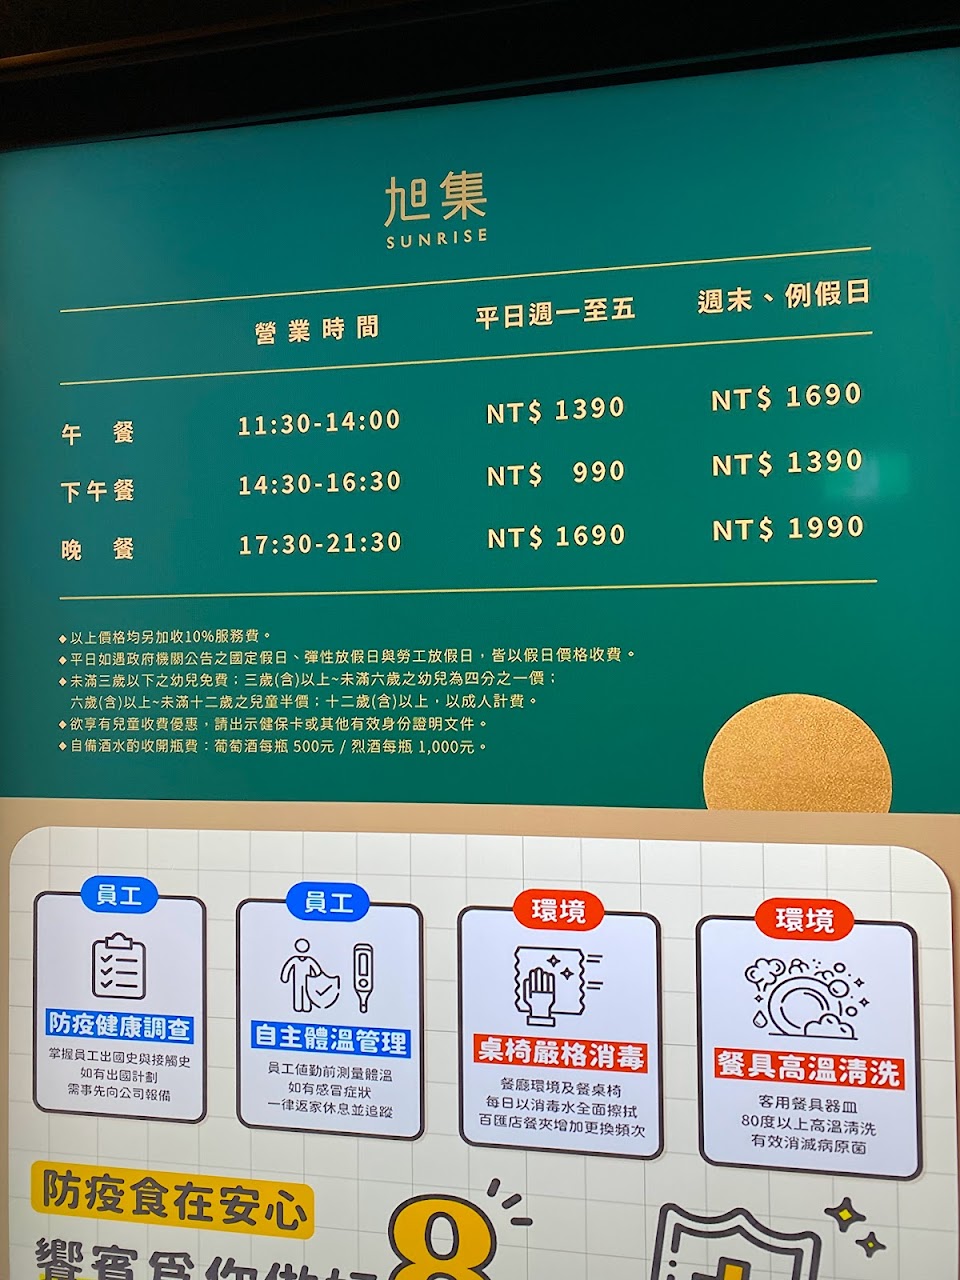 旭集
SUNRISE
營業時間 平日週一至五 週末、例假日
午餐 11:30-14:00 NT$ 1390 NT$ 1690
下午餐 14:30-16:30 NT$ 990 NT$ 1390
晚餐 17:30-21:30 NT$ 1690 NT$ 1990
◆以上價格均另加收10%服務費。
◆平日如遇政府機關公告之國定假日、彈性放假日與勞工放假日，皆以假日價格收費。
◆未滿三歲以下之幼兒免費；三歲(含)以上~未滿六歲之幼兒為四分之一價；
六歲(含)以上~未滿十二歲之兒童半價；十二歲(含)以上，以成人計費。
◆欲享有兒童收費優惠，請出示健保卡或其他有效身份證明文件。
◆自備酒水酌收開瓶費：葡萄酒每瓶 500元 / 烈酒每瓶 1,000元。
員工
防疫健康調查
掌握員工出國史與接觸史
如有出國計劃
需事先向公司報備
員工
自主體溫管理
員工值勤前測量體溫
如有感冒症狀
一律返家休息並追蹤
環境
桌椅嚴格消毒
餐廳環境及餐桌椅
每日以消毒水全面擦拭
百匯店餐夾增加更換頻次
環境
餐具高溫清洗
客用餐具器皿
80度以上高溫清洗
有效消滅病原菌
防疫食在安心
饗賓為你做好 8